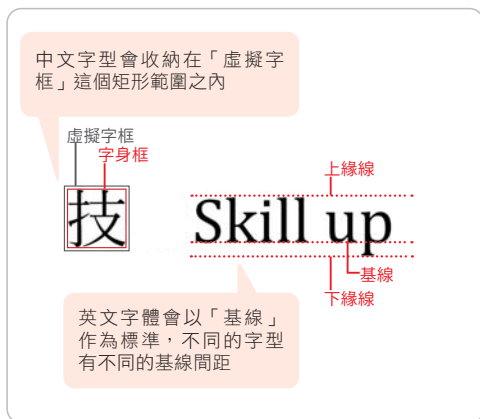 中文字型會收納在「虛擬字
框」這個矩形範圍之內
虛擬字框
字身框
技
上緣線
Skill up
基線
下緣線
英文字體會以「基線」
作為標準，不同的字型
有不同的基線間距